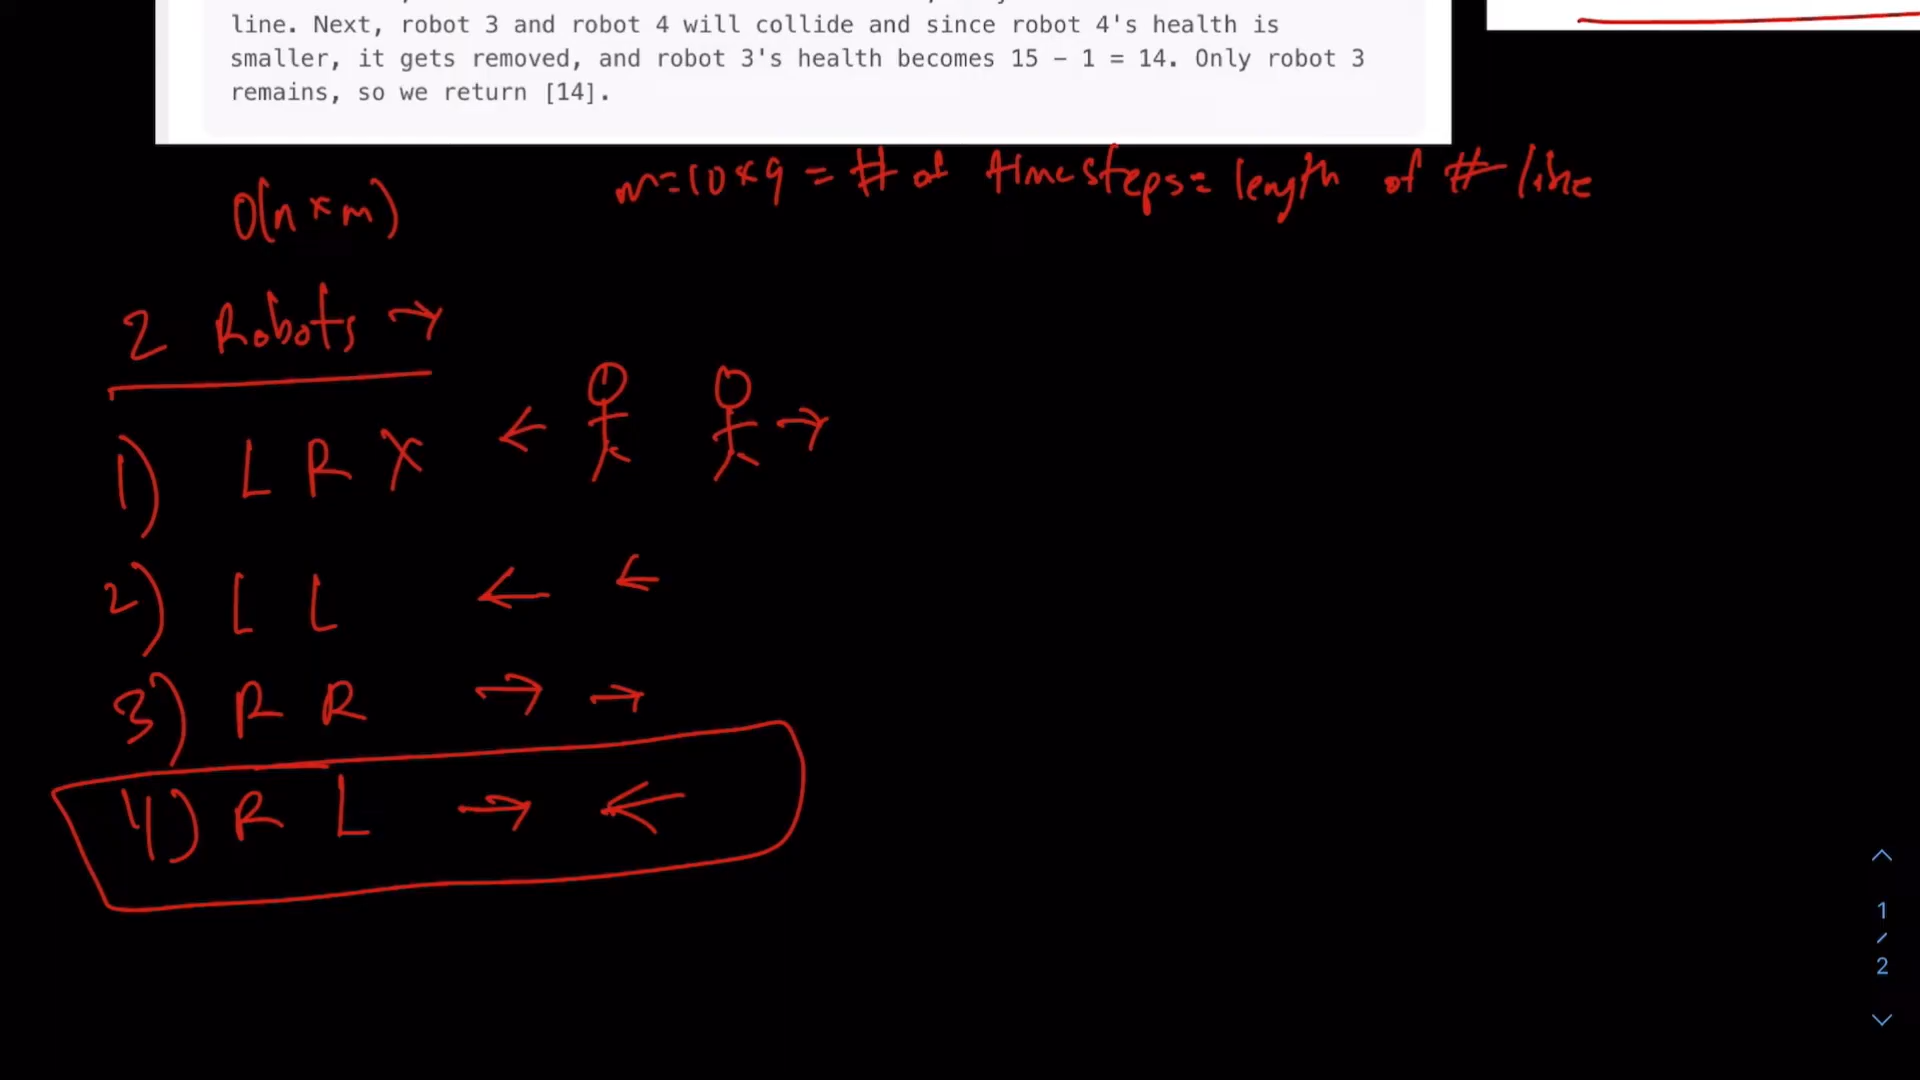 line. Next, robot 3 and robot 4 will collide and since robot 4's health is
smaller, it gets removed, and robot 3's health becomes 15 - 1 = 14. Only robot 3
remains, so we return [14].
m=10*9 = # of timesteps= length of # line
O(n*m)
2 Robots →
1) L R X ← →
2) L L ← ←
3) R R → →
4) R L → ←
1
/
2